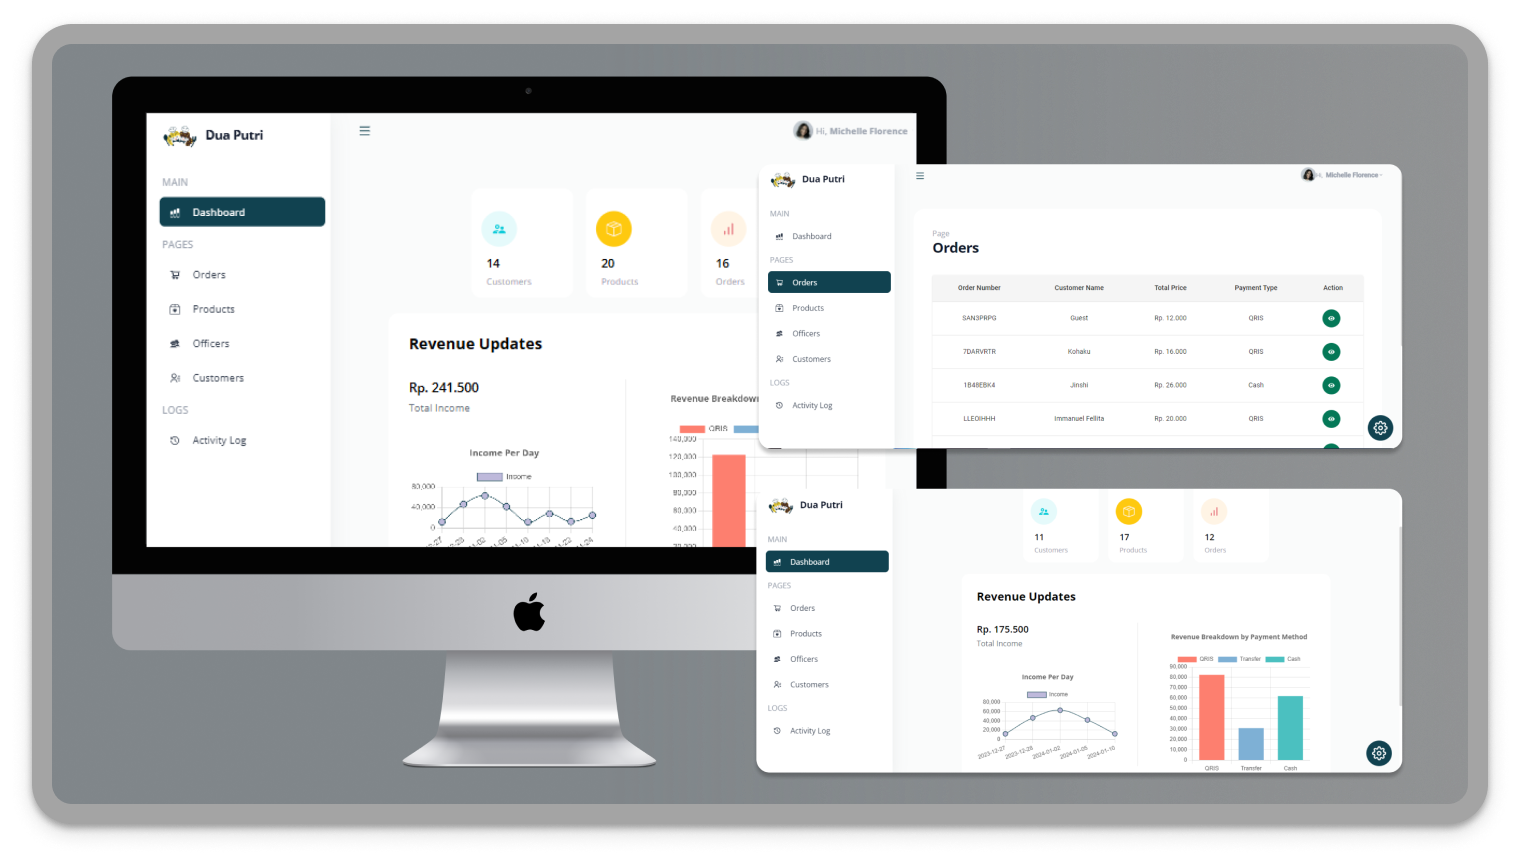 Dua Putri
Hi, Michelle Florence
MAIN
Dashboard
PAGES
Orders
Products
Officers
Customers
LOGS
Activity Log
14
Customers
20
Products
16
Orders
Revenue Updates
Rp. 241.500
Total Income
Income Per Day
Income
80,000
40,000
0
Revenue Breakdown
QRIS
140,000
120,000
100,000
80,000
60,000
40,000
Dua Putri
Hi, Michelle Florence
MAIN
Dashboard
PAGES
Orders
Products
Officers
Customers
LOGS
Activity Log
Page
Orders
Order Number Customer Name Total Price Payment Type Action
SAN3PRPG Guest Rp. 12.000 QRIS
7DARVRTR Kohaku Rp. 16.000 QRIS
1B48EBK4 Jinshi Rp. 26.000 Cash
LLEOIHHH Immanuel Fellita Rp. 20.000 QRIS
Dua Putri
MAIN
Dashboard
PAGES
Orders
Products
Officers
Customers
LOGS
Activity Log
11
Customers
17
Products
12
Orders
Revenue Updates
Rp. 175.500
Total Income
Income Per Day
Income
80,000
60,000
40,000
20,000
0
2023-12-27 2023-12-28 2024-01-02 2024-01-05 2024-01-10
Revenue Breakdown by Payment Method
QRIS Transfer Cash
90,000
80,000
70,000
60,000
50,000
40,000
30,000
20,000
10,000
0
QRIS Transfer Cash